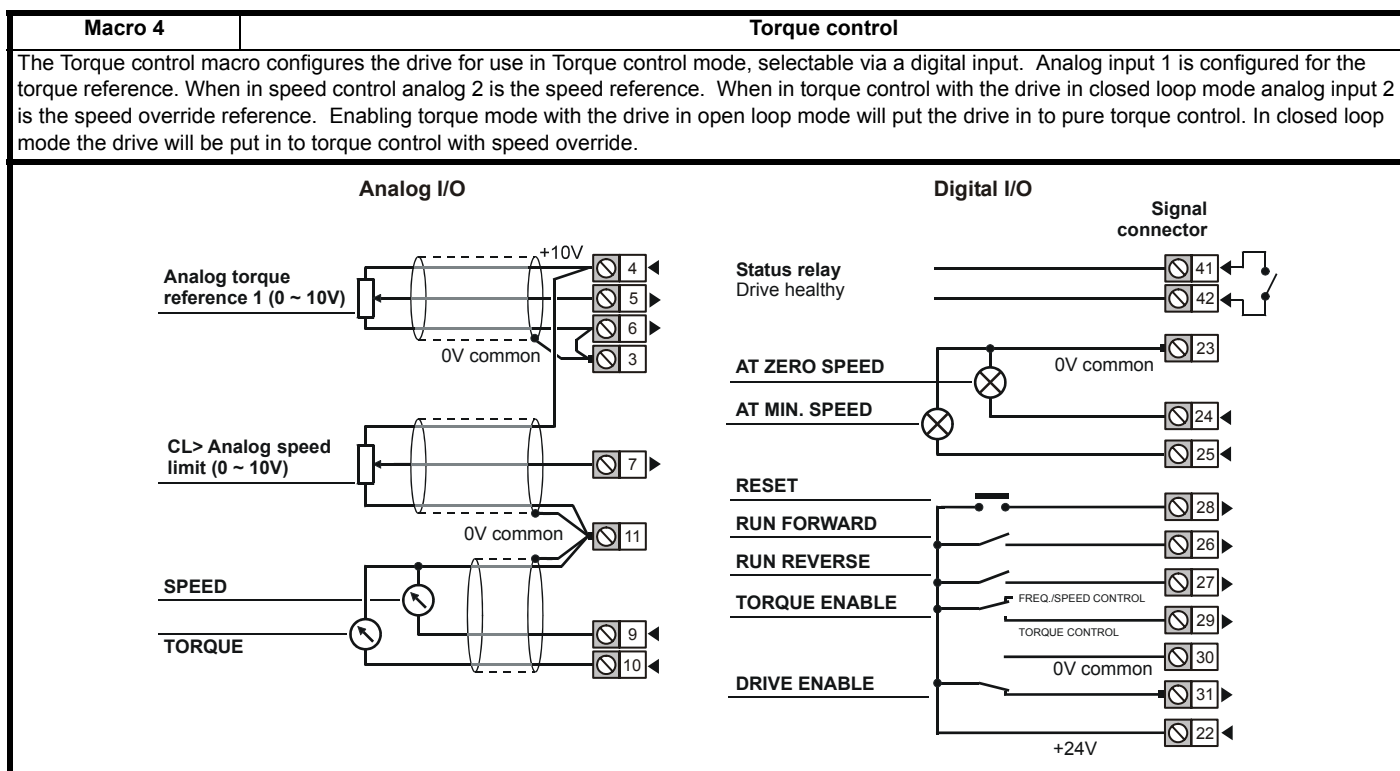 Macro 4 Torque control
The Torque control macro configures the drive for use in Torque control mode, selectable via a digital input. Analog input 1 is configured for the
torque reference. When in speed control analog 2 is the speed reference. When in torque control with the drive in closed loop mode analog input 2
is the speed override reference. Enabling torque mode with the drive in open loop mode will put the drive in to pure torque control. In closed loop
mode the drive will be put in to torque control with speed override.
Analog I/O
Analog torque
reference 1 (0 ~ 10V)
+10V
4
5
6
3
0V common
CL> Analog speed
limit (0 ~ 10V)
7
0V common
11
SPEED
TORQUE
9
10
Digital I/O
Signal
connector
Status relay
Drive healthy
41
42
AT ZERO SPEED
0V common
23
AT MIN. SPEED
24
25
RESET
28
RUN FORWARD
26
RUN REVERSE
27
TORQUE ENABLE
FREQ./SPEED CONTROL
29
TORQUE CONTROL
0V common
30
DRIVE ENABLE
31
+24V
22